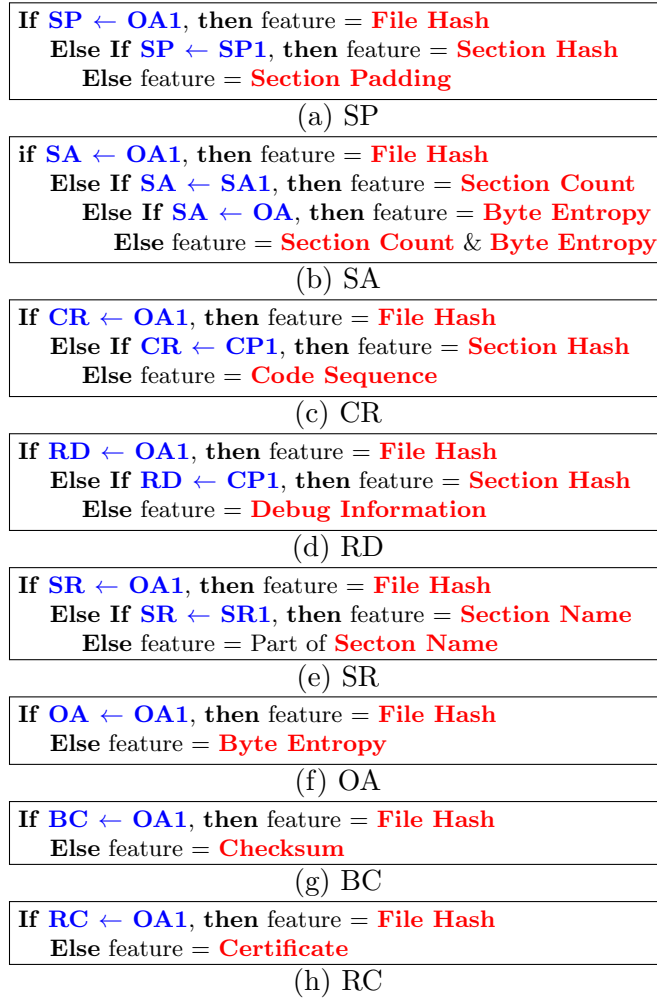 If SP ← OA1, then feature = File Hash
Else If SP ← SP1, then feature = Section Hash
Else feature = Section Padding
(a) SP
if SA ← OA1, then feature = File Hash
Else If SA ← SA1, then feature = Section Count
Else If SA ← OA, then feature = Byte Entropy
Else feature = Section Count & Byte Entropy
(b) SA
If CR ← OA1, then feature = File Hash
Else If CR ← CP1, then feature = Section Hash
Else feature = Code Sequence
(c) CR
If RD ← OA1, then feature = File Hash
Else If RD ← CP1, then feature = Section Hash
Else feature = Debug Information
(d) RD
If SR ← OA1, then feature = File Hash
Else If SR ← SR1, then feature = Section Name
Else feature = Part of Secton Name
(e) SR
If OA ← OA1, then feature = File Hash
Else feature = Byte Entropy
(f) OA
If BC ← OA1, then feature = File Hash
Else feature = Checksum
(g) BC
If RC ← OA1, then feature = File Hash
Else feature = Certificate
(h) RC